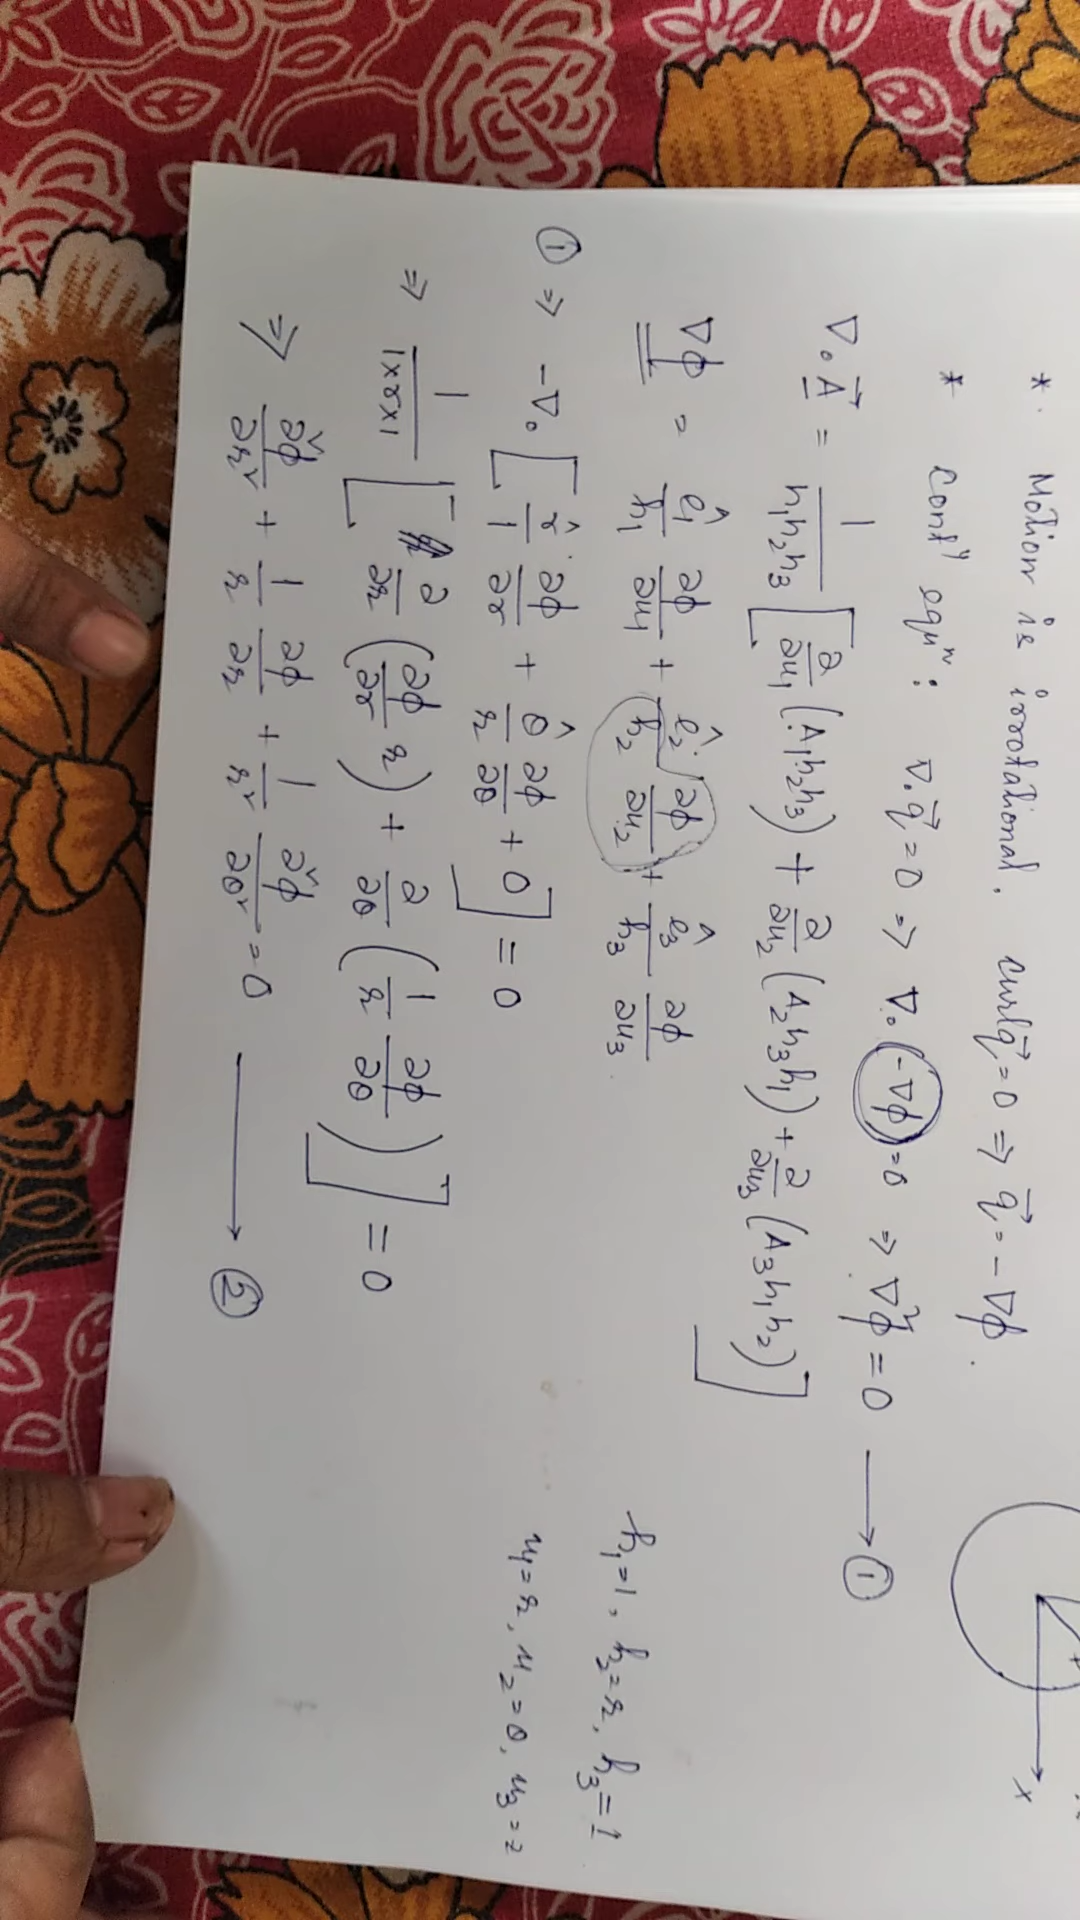 * Motion is irrotational. curl q⃗ = 0 ⇒ q⃗ = - ∇φ.
* contʸ eqուⁿ: ∇.q⃗ = 0 ⇒ ∇.(-∇φ) = 0 ⇒ ∇²φ = 0 → ①
x
∇.A⃗ = 1/(h₁h₂h₃) [ ∂/∂u₁ (A₁h₂h₃) + ∂/∂u₂ (A₂h₃h₁) + ∂/∂u₃ (A₃h₁h₂) ]
∇φ = ê₁/h₁ ∂φ/∂u₁ + ê₂/h₂ ∂φ/∂u₂ + ê₃/h₃ ∂φ/∂u₃
h₁ = 1, h₂ = r, h₃ = 1
u₁ = r, u₂ = θ, u₃ = z
① ⇒ -∇. [ r̂/1 . ∂φ/∂r + θ̂/r ∂φ/∂θ + 0 ] = 0
⇒ 1/(1×r×1) [ ∂/∂r (∂φ/∂r r) + ∂/∂θ (1/r ∂φ/∂θ) ] = 0
⇒ ∂²φ/∂r² + 1/r ∂φ/∂r + 1/r² ∂²φ/∂θ² = 0 → ②